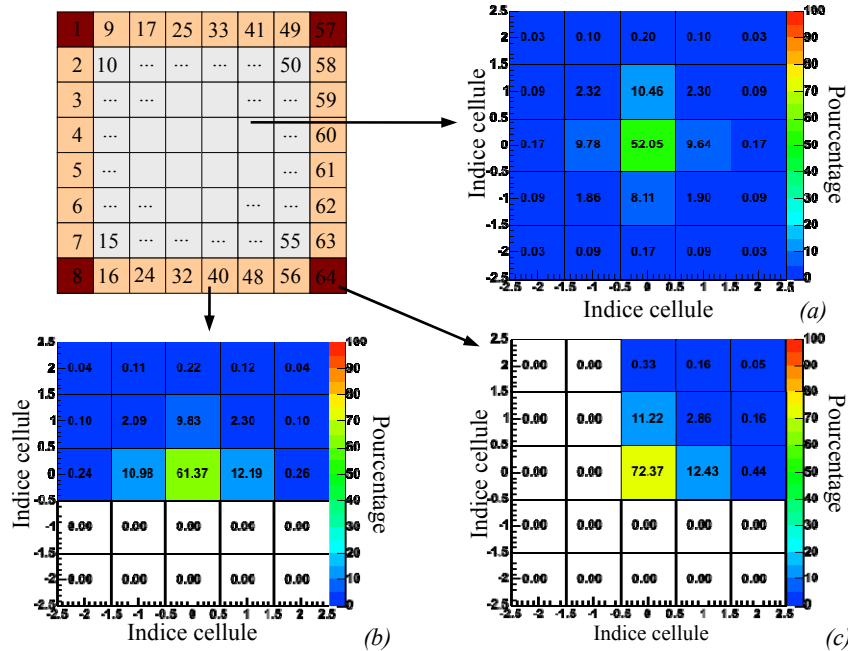 1 9 17 25 33 41 49 57
2 10 ... ... ... ... 50 58
3 ... ... ... 59
4 ... ... 60
5 ... ... 61
6 ... ... ... ... 62
7 15 ... ... ... ... 55 63
8 16 24 32 40 48 56 64
Indice cellule
2.5
2
1.5
1
0.5
0
-0.5
-1
-1.5
-2
-2.5
0.03 0.10 0.20 0.10 0.03
0.09 2.32 10.46 2.30 0.09
0.17 9.78 52.05 9.64 0.17
0.09 1.86 8.11 1.90 0.09
0.03 0.09 0.17 0.09 0.03
-2.5 -2 -1.5 -1 -0.5 0 0.5 1 1.5 2 2.5
Indice cellule
100
90
80
70
60
50
40
30
20
10
0
Pourcentage
(a)
Indice cellule
2.5
2
1.5
1
0.5
0
-0.5
-1
-1.5
-2
-2.5
0.04 0.11 0.22 0.12 0.04
0.10 2.09 9.83 2.30 0.10
0.24 10.98 61.37 12.19 0.26
0.00 0.00 0.00 0.00 0.00
0.00 0.00 0.00 0.00 0.00
-2.5 -2 -1.5 -1 -0.5 0 0.5 1 1.5 2 2.5
Indice cellule
100
90
80
70
60
50
40
30
20
10
0
Pourcentage
(b)
Indice cellule
2.5
2
1.5
1
0.5
0
-0.5
-1
-1.5
-2
-2.5
0.00 0.00 0.33 0.16 0.05
0.00 0.00 11.22 2.86 0.16
0.00 0.00 72.37 12.43 0.44
0.00 0.00 0.00 0.00 0.00
0.00 0.00 0.00 0.00 0.00
-2.5 -2 -1.5 -1 -0.5 0 0.5 1 1.5 2 2.5
Indice cellule
100
90
80
70
60
50
40
30
20
10
0
Pourcentage
(c)